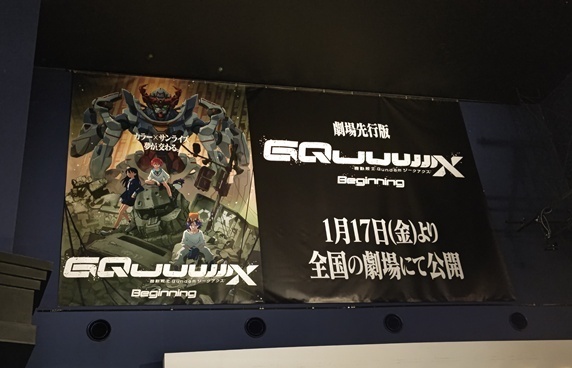 カラー×サンライズ
夢が交わる。
GQuuuuuuX
機動戦士Gundam ジークアクス
Beginning
劇場先行版
GQuuuuuuX
機動戦士Gundam ジークアクス
Beginning
1月17日(金)より
全国の劇場にて公開